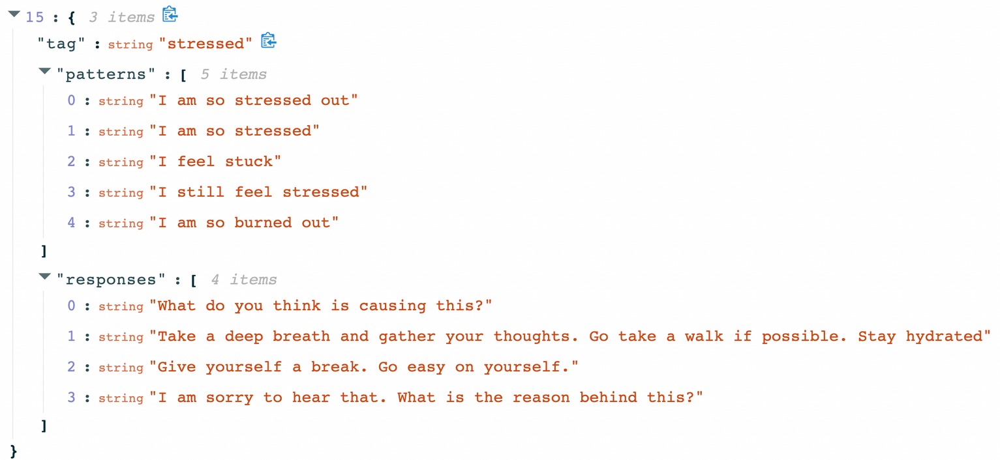 15 : { 3 items
"tag" : string "stressed"
"patterns" : [ 5 items
0 : string "I am so stressed out"
1 : string "I am so stressed"
2 : string "I feel stuck"
3 : string "I still feel stressed"
4 : string "I am so burned out"
]
"responses" : [ 4 items
0 : string "What do you think is causing this?"
1 : string "Take a deep breath and gather your thoughts. Go take a walk if possible. Stay hydrated"
2 : string "Give yourself a break. Go easy on yourself."
3 : string "I am sorry to hear that. What is the reason behind this?"
]
}